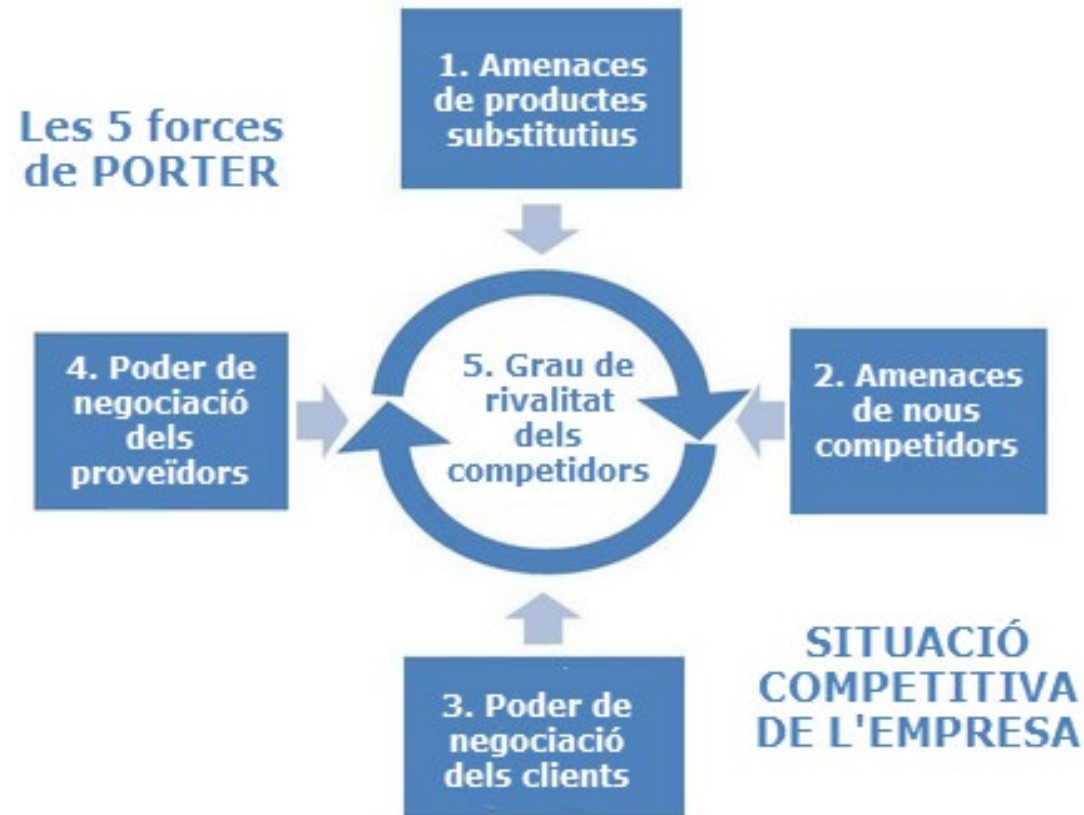 Les 5 forces
de PORTER
1. Amenaces
de productes
substitutius
4. Poder de
negociació
dels
proveïdors
5. Grau de
rivalitat
dels
competidors
2. Amenaces
de nous
competidors
3. Poder de
negociació
dels clients
SITUACIÓ
COMPETITIVA
DE L'EMPRESA